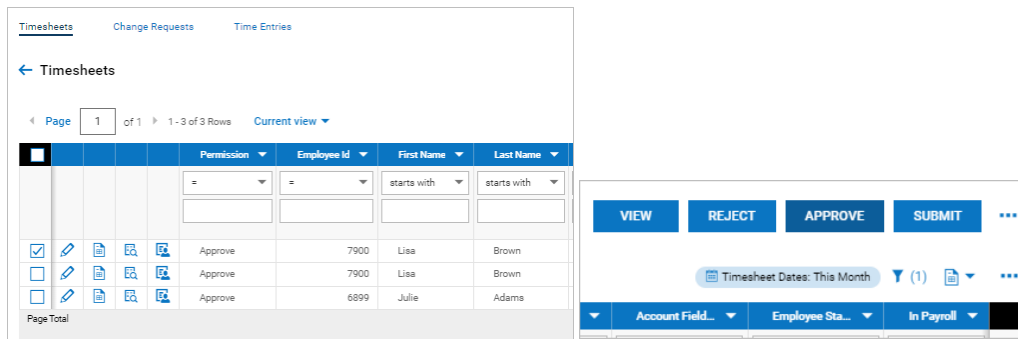 Timesheets Change Requests Time Entries
Timesheets
Page 1 of 1 1 - 3 of 3 Rows Current view
Permission Employee Id First Name Last Name
= = starts with starts with
Approve 7900 Lisa Brown
Approve 7900 Lisa Brown
Approve 6899 Julie Adams
Page Total
VIEW REJECT APPROVE SUBMIT
Timesheet Dates: This Month (1)
Account Field... Employee Sta... In Payroll